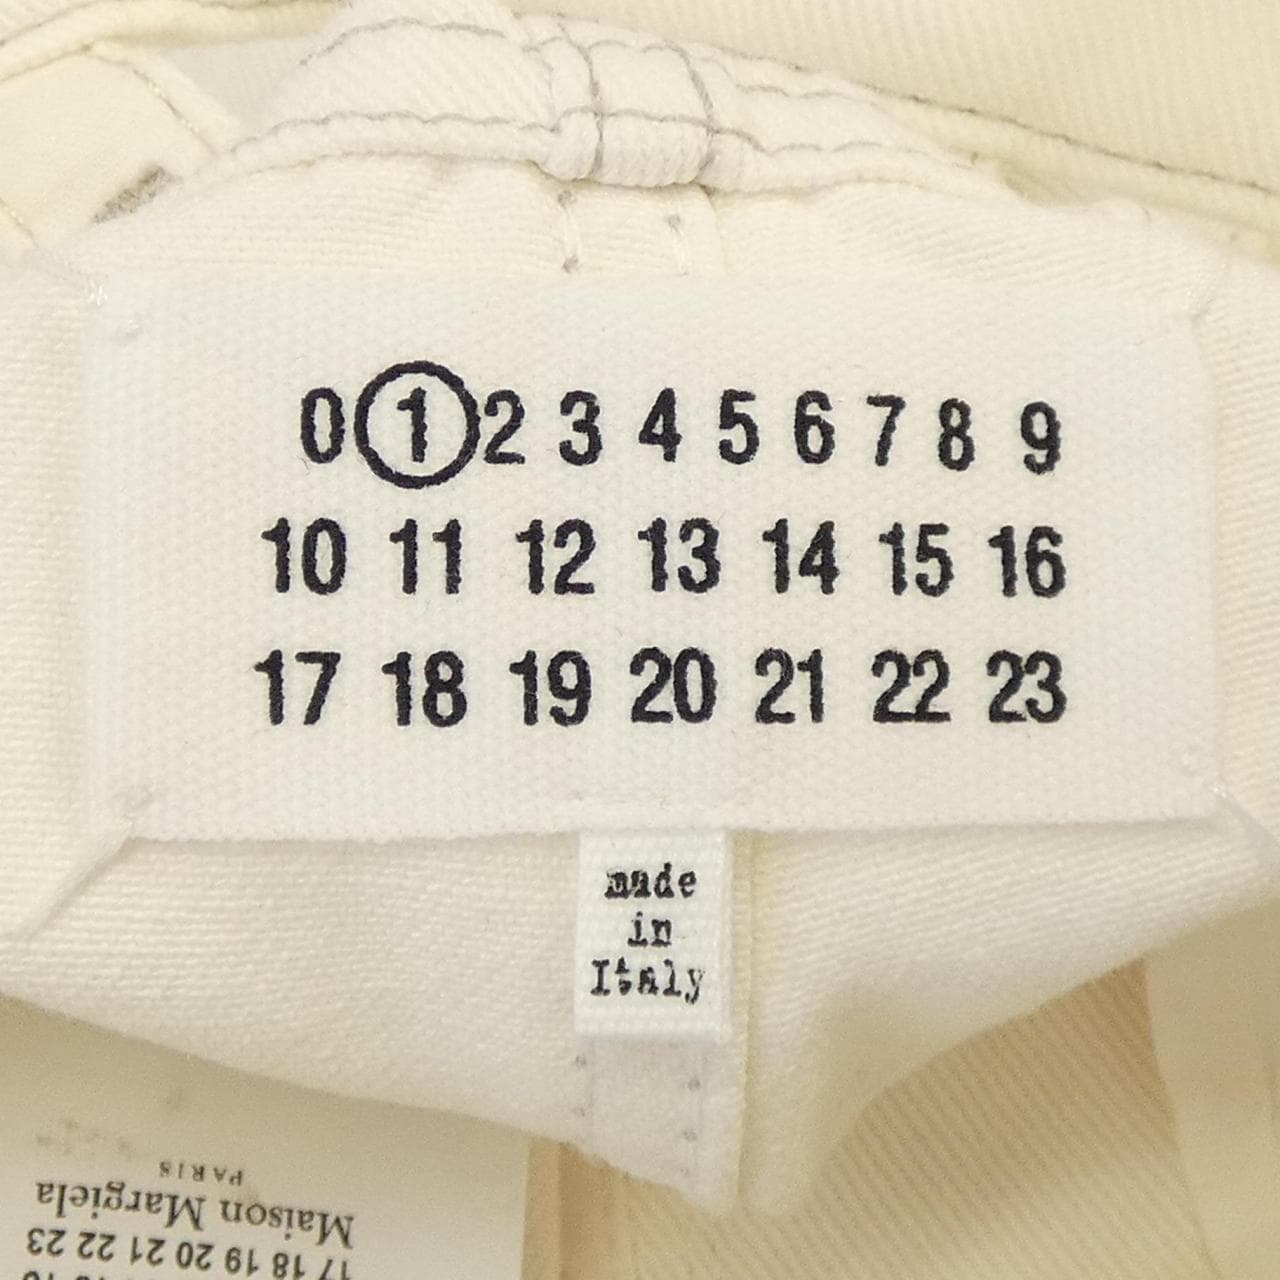 0 1 2 3 4 5 6 7 8 9
10 11 12 13 14 15 16
17 18 19 20 21 22 23
made
in
Italy
17 18 19 20 21 22 23
Maison Margiela
PARIS